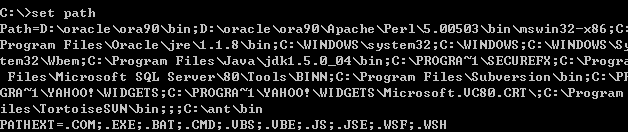 C:\>set path
Path=D:\oracle\ora90\bin;D:\oracle\ora90\Apache\Perl\5.00503\bin\mswin32-x86;C:
Program Files\Oracle\jre\1.1.8\bin;C:\WINDOWS\system32;C:\WINDOWS;C:\WINDOWS\Sy
tem32\Wbem;C:\Program Files\Java\jdk1.5.0_04\bin;C:\PROGRA~1\SECUREFX;C:\Progra
 Files\Microsoft SQL Server\80\Tools\BINN;C:\Program Files\Subversion\bin;C:\PR
GRA~1\YAHOO!\WIDGETS;C:\PROGRA~1\YAHOO!\WIDGETS\Microsoft.VC80.CRT\;C:\Program
iles\TortoiseSVN\bin;;;C:\ant\bin
PATHEXT=.COM;.EXE;.BAT;.CMD;.VBS;.VBE;.JS;.JSE;.WSF;.WSH